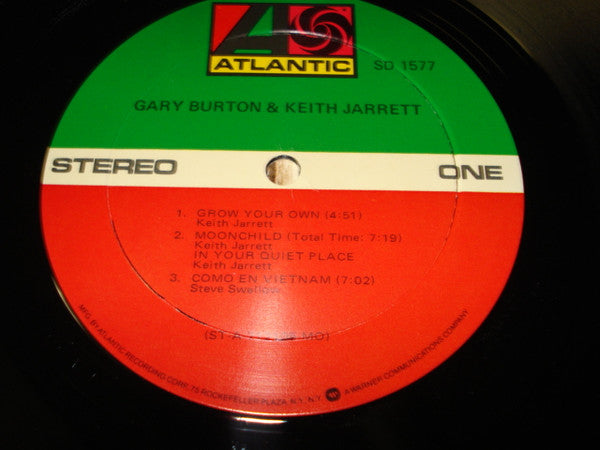 ATLANTIC
SD 1577
GARY BURTON & KEITH JARRETT
STEREO
ONE
1. GROW YOUR OWN (4:51)
Keith Jarrett
2. MOONCHILD (Total Time: 7:19)
Keith Jarrett
IN YOUR QUIET PLACE
Keith Jarrett
3. COMO EN VIETNAM (7:02)
Steve
(ST-A- MO)
MFG. BY ATLANTIC RECORDING CORP., 75 ROCKEFELLER PLAZA, N.Y., N.Y. A WARNER COMMUNICATIONS COMPANY